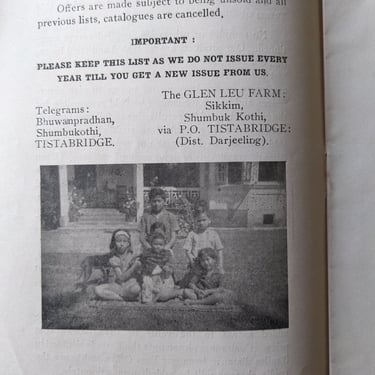 Offers are made subject to being unsold and all
previous lists, catalogues are cancelled.
IMPORTANT :
PLEASE KEEP THIS LIST AS WE DO NOT ISSUE EVERY
YEAR TILL YOU GET A NEW ISSUE FROM US.
Telegrams:
Bhuwanpradhan,
Shumbukothi,
TISTABRIDGE.
The GLEN LEU FARM:
Sikkim,
Shumbuk Kothi,
via P.O. TISTABRIDGE:
(Dist. Darjeeling).